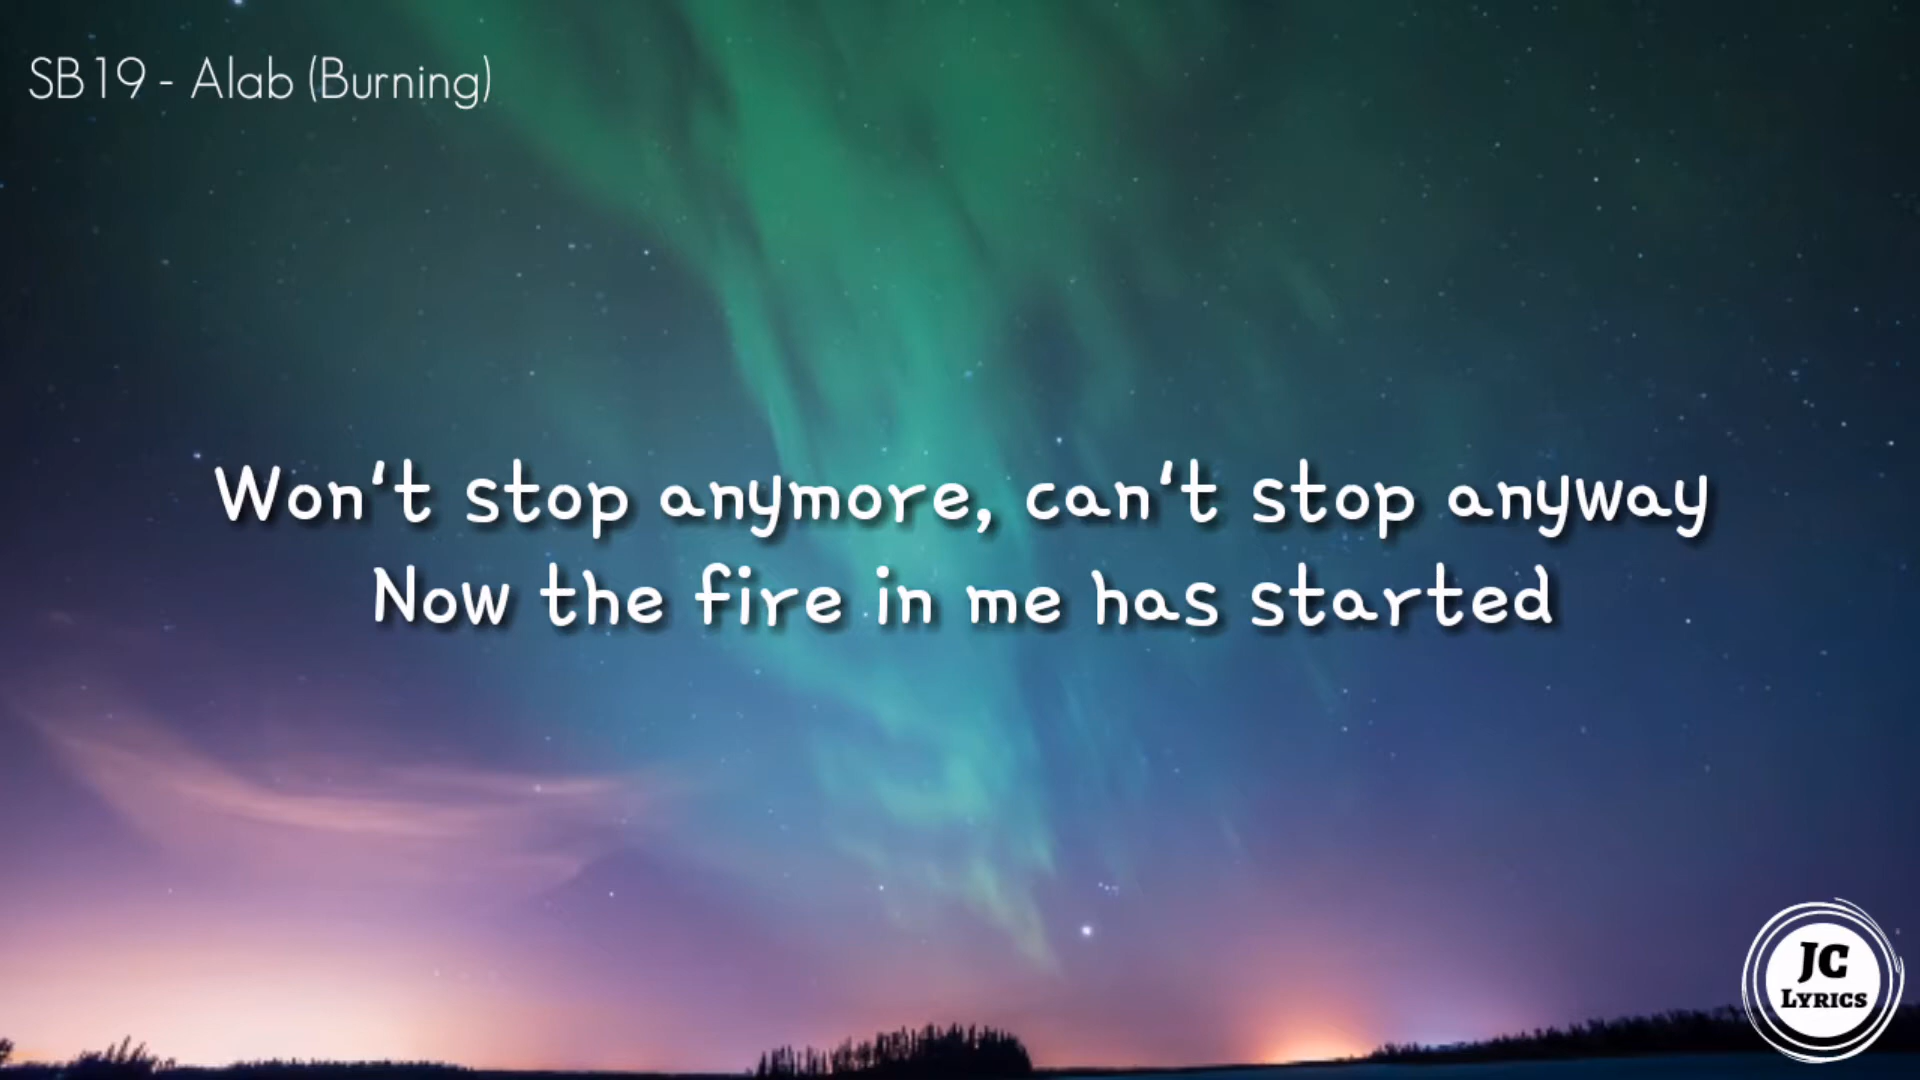 SB19 - Alab (Burning)
Won't stop anymore, can't stop anyway
Now the fire in me has started
JC
LYRICS